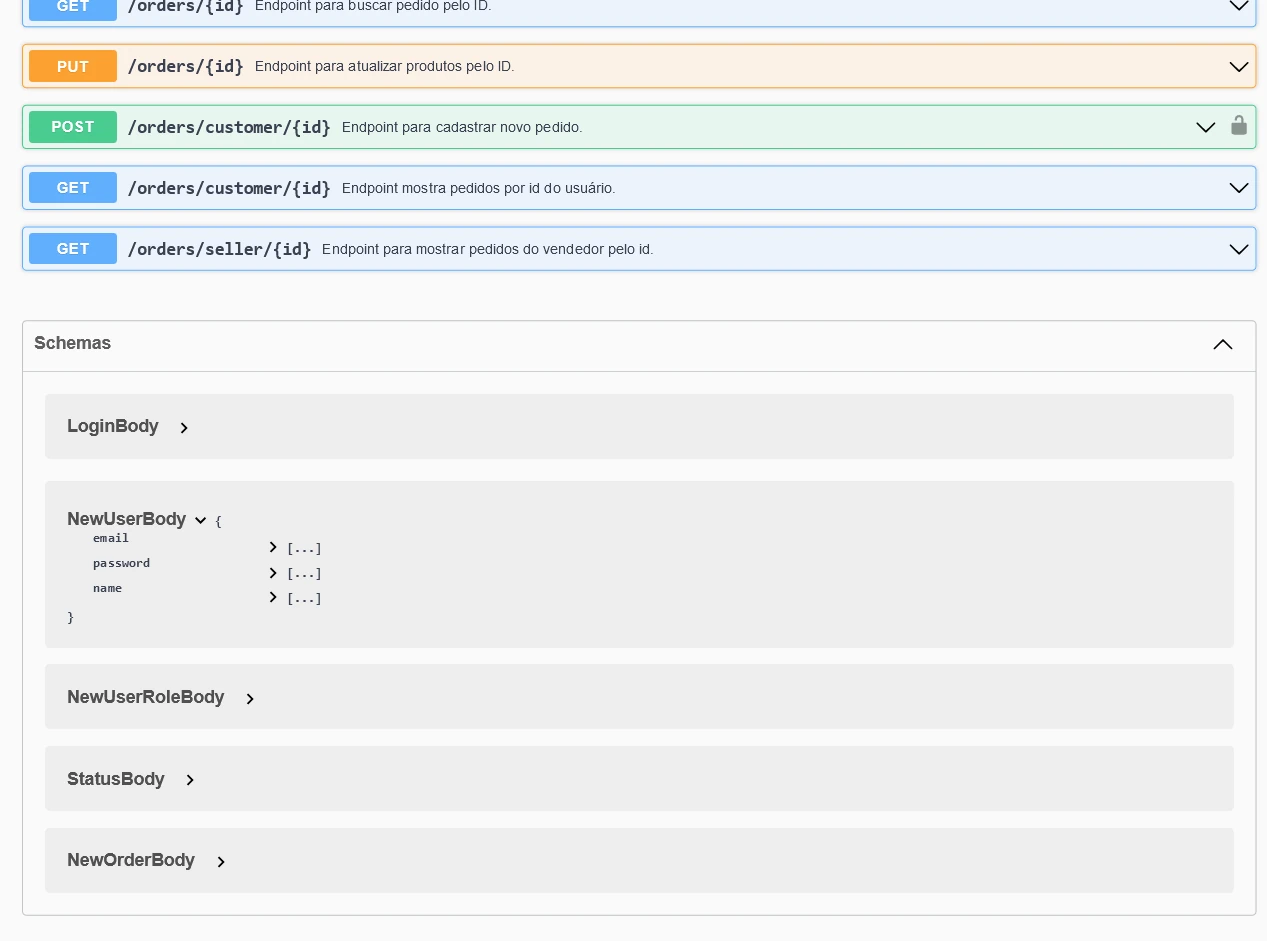 GET /orders/{id} Endpoint para buscar pedido pelo ID.
PUT /orders/{id} Endpoint para atualizar produtos pelo ID.
POST /orders/customer/{id} Endpoint para cadastrar novo pedido.
GET /orders/customer/{id} Endpoint mostra pedidos por id do usuário.
GET /orders/seller/{id} Endpoint para mostrar pedidos do vendedor pelo id.
Schemas
LoginBody
NewUserBody {
email [...]
password [...]
name [...]
}
NewUserRoleBody
StatusBody
NewOrderBody